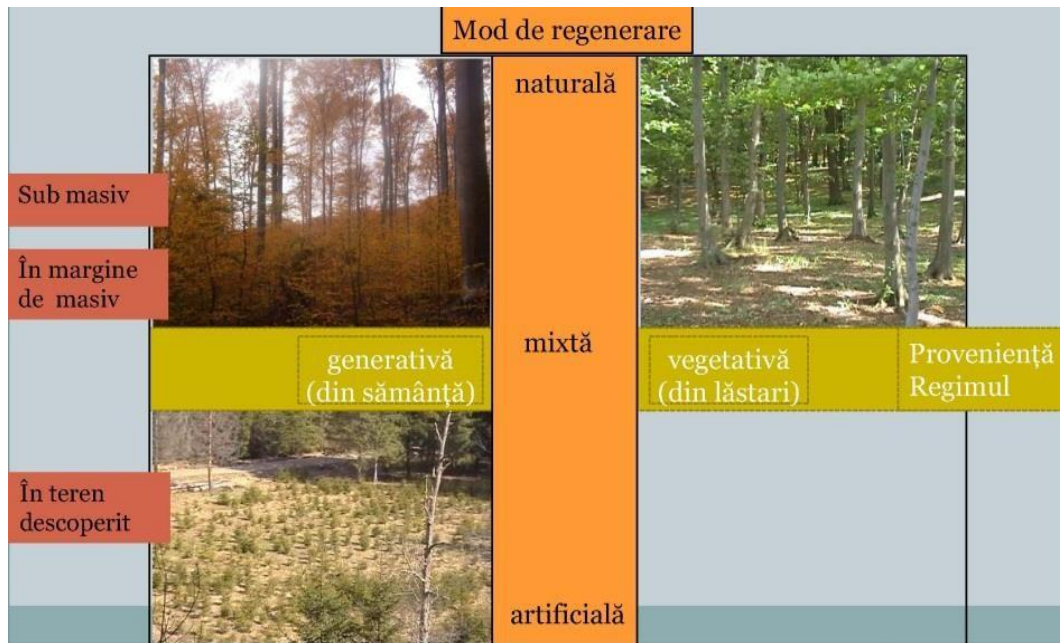 Mod de regenerare
naturală
Sub masiv
În margine
de masiv
mixtă
generativă
(din sămânță)
vegetativă
(din lăstari)
Proveniență
Regimul
În teren
descoperit
artificială